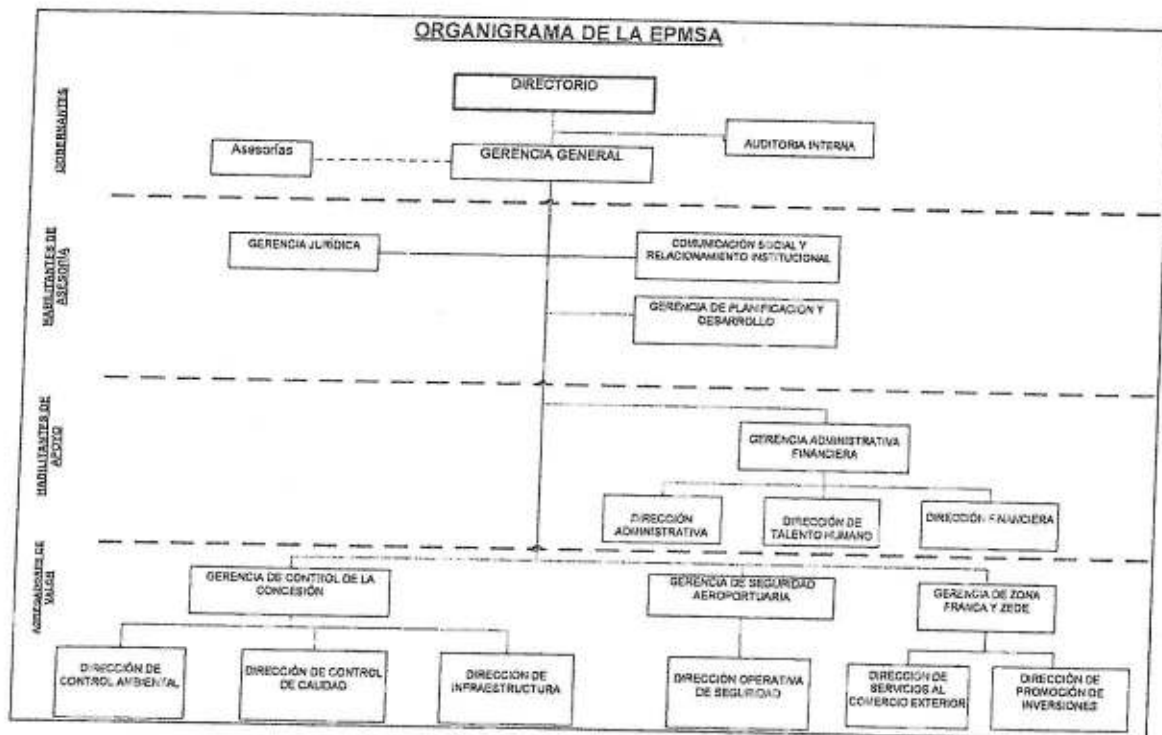 ORGANIGRAMA DE LA EPMSA
GOBERNANTES
DIRECTORIO
AUDITORIA INTERNA
Asesorías
GERENCIA GENERAL
HABILITANTES DE
ASESORÍA
GERENCIA JURÍDICA
COMUNICACIÓN SOCIAL Y
RELACIONAMIENTO INSTITUCIONAL
GERENCIA DE PLANIFICACION Y
DESARROLLO
HABILITANTES DE
APOYO
GERENCIA ADMINISTRATIVA
FINANCIERA
DIRECCIÓN
ADMINISTRATIVA
DIRECCIÓN DE
TALENTO HUMANO
DIRECCIÓN FINANCIERA
AGREGADORES DE
VALOR
GERENCIA DE CONTROL DE LA
CONCESIÓN
GERENCIA DE SEGURIDAD
AEROPORTUARIA
GERENCIA DE ZONA
FRANCA Y ZEDE
DIRECCIÓN DE
CONTROL AMBIENTAL
DIRECCIÓN DE CONTROL
DE CALIDAD
DIRECCIÓN DE
INFRAESTRUCTURA
DIRECCIÓN OPERATIVA
DE SEGURIDAD
DIRECCIÓN DE
SERVICIOS AL
COMERCIO EXTERIOR
DIRECCIÓN DE
PROMOCIÓN DE
INVERSIONES